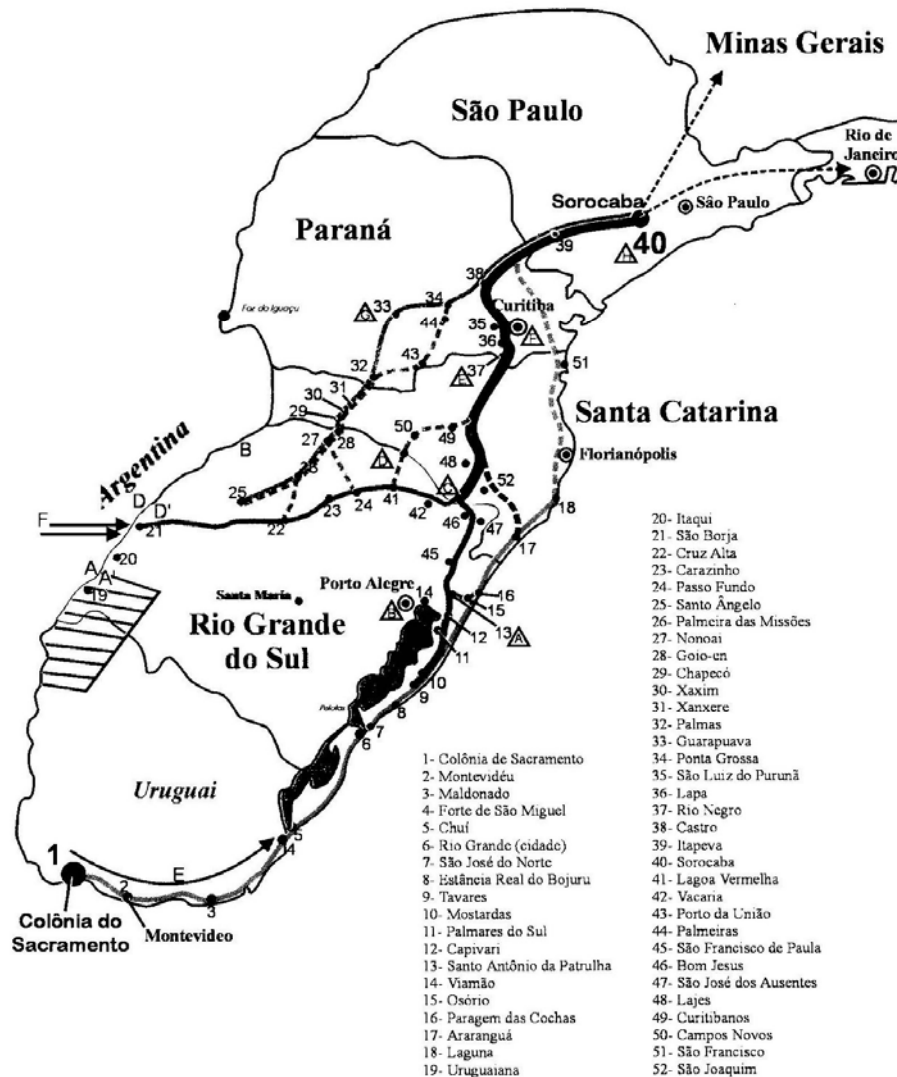 Minas Gerais
São Paulo
Rio de
Janeiro
Sorocaba
São Paulo
40
39
H
Paraná
38
Foz do Iguaçu
G
33
34
44
Curitiba
35
36
F
43
32
37
E
51
31
30
29
Santa Catarina
50
49
28
27
B
Argentina
D
48
Florianópolis
C
52
26
25
D
D'
F
21
22
23
24
41
42
46
47
17
18
20
A
A'
19
45
Porto Alegre
14
Santa Maria
B
16
15
Rio Grande
do Sul
13
A
12
11
10
9
8
Pelotas
7
6
Uruguai
5
1
E
2
3
Colônia do
Sacramento
Montevideo
1- Colônia de Sacramento
2- Montevidéu
3- Maldonado
4- Forte de São Miguel
5- Chuí
6- Rio Grande (cidade)
7- São José do Norte
8- Estância Real do Bojuru
9- Tavares
10- Mostardas
11- Palmares do Sul
12- Capivari
13- Santo Antônio da Patrulha
14- Viamão
15- Osório
16- Paragem das Cochas
17- Araranguá
18- Laguna
19- Uruguaiana
20- Itaqui
21- São Borja
22- Cruz Alta
23- Carazinho
24- Passo Fundo
25- Santo Ângelo
26- Palmeira das Missões
27- Nonoai
28- Goio-en
29- Chapecó
30- Xaxim
31- Xanxere
32- Palmas
33- Guarapuava
34- Ponta Grossa
35- São Luiz do Purunã
36- Lapa
37- Rio Negro
38- Castro
39- Itapeva
40- Sorocaba
41- Lagoa Vermelha
42- Vacaria
43- Porto da União
44- Palmeiras
45- São Francisco de Paula
46- Bom Jesus
47- São José dos Ausentes
48- Lajes
49- Curitibanos
50- Campos Novos
51- São Francisco
52- São Joaquim